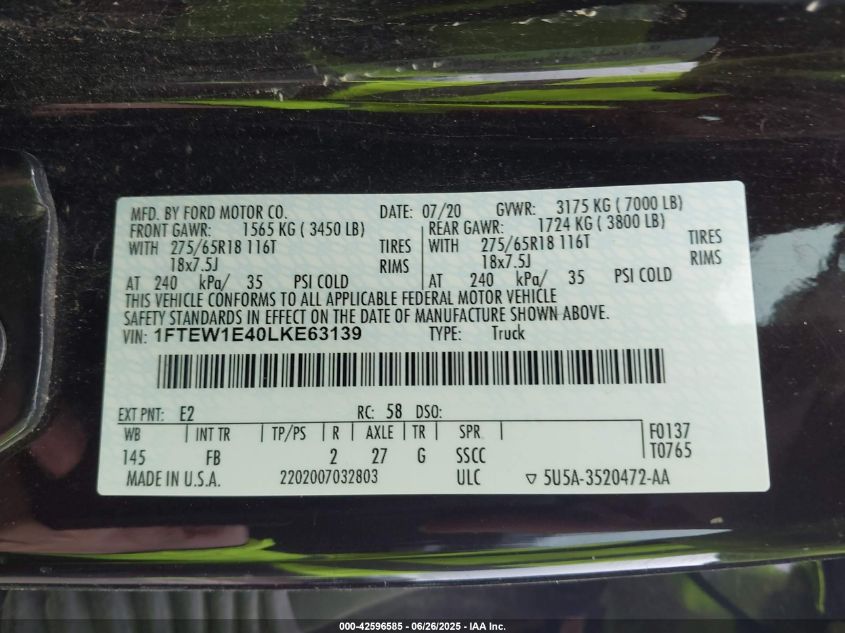 MFD. BY FORD MOTOR CO. DATE: 07/20 GVWR: 3175 KG ( 7000 LB)
FRONT GAWR: 1565 KG ( 3450 LB) REAR GAWR: 1724 KG ( 3800 LB)
WITH 275/65R18 116T TIRES WITH 275/65R18 116T TIRES
18x7.5J RIMS 18x7.5J RIMS
AT 240 kPa/ 35 PSI COLD AT 240 kPa/ 35 PSI COLD
THIS VEHICLE CONFORMS TO ALL APPLICABLE FEDERAL MOTOR VEHICLE
SAFETY STANDARDS IN EFFECT ON THE DATE OF MANUFACTURE SHOWN ABOVE.
VIN: 1FTEW1E40LKE63139 TYPE: Truck
EXT PNT: E2 RC: 58 DSO:
WB INT TR TP/PS R AXLE TR SPR F0137
145 FB 2 27 G SSCC T0765
MADE IN U.S.A. 2202007032803 ULC ▽ 5U5A-3520472-AA
000-42596585 - 06/26/2025 - IAA Inc.